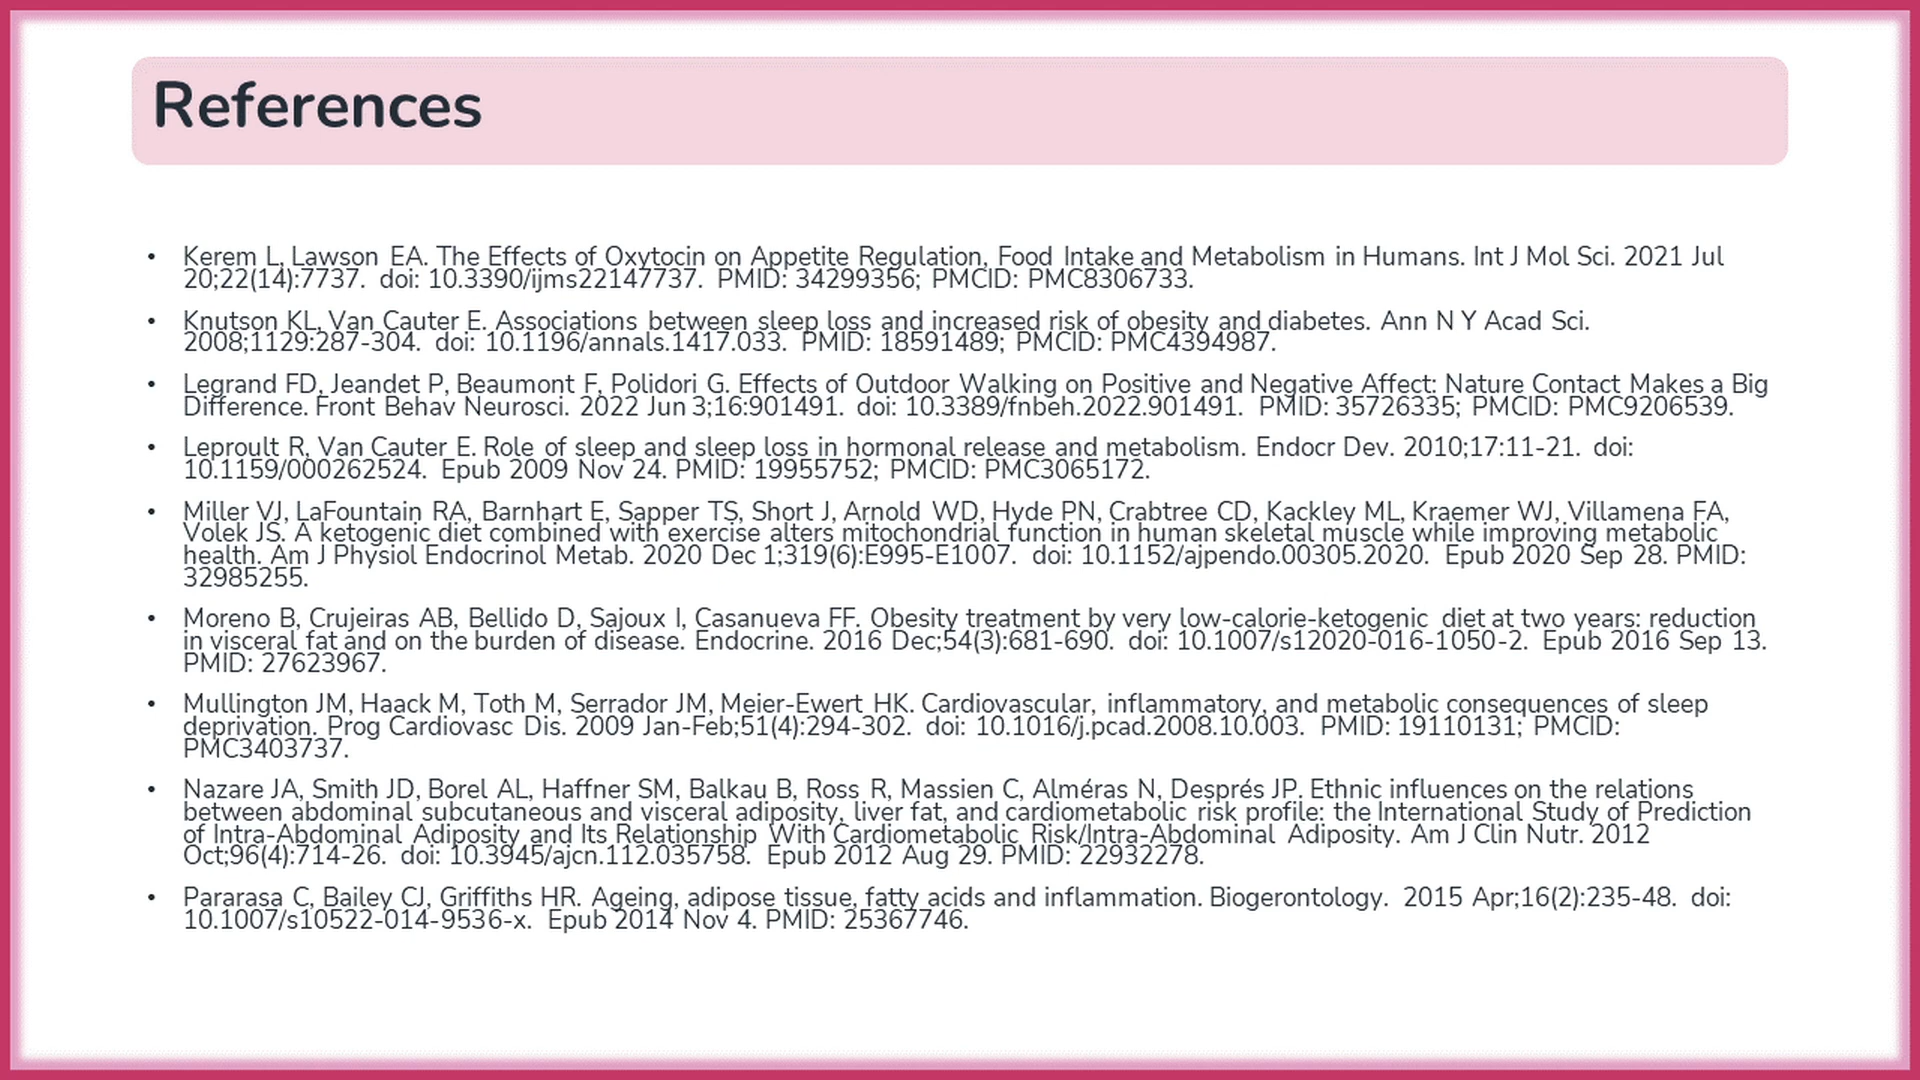 References
• Kerem L, Lawson EA. The Effects of Oxytocin on Appetite Regulation, Food Intake and Metabolism in Humans. Int J Mol Sci. 2021 Jul
20;22(14):7737. doi: 10.3390/ijms22147737. PMID: 34299356; PMCID: PMC8306733.
• Knutson KL, Van Cauter E. Associations between sleep loss and increased risk of obesity and diabetes. Ann N Y Acad Sci.
2008;1129:287-304. doi: 10.1196/annals.1417.033. PMID: 18591489; PMCID: PMC4394987.
• Legrand FD, Jeandet P, Beaumont F, Polidori G. Effects of Outdoor Walking on Positive and Negative Affect: Nature Contact Makes a Big
Difference. Front Behav Neurosci. 2022 Jun 3;16:901491. doi: 10.3389/fnbeh.2022.901491. PMID: 35726335; PMCID: PMC9206539.
• Leproult R, Van Cauter E. Role of sleep and sleep loss in hormonal release and metabolism. Endocr Dev. 2010;17:11-21. doi:
10.1159/000262524. Epub 2009 Nov 24. PMID: 19955752; PMCID: PMC3065172.
• Miller VJ, LaFountain RA, Barnhart E, Sapper TS, Short J, Arnold WD, Hyde PN, Crabtree CD, Kackley ML, Kraemer WJ, Villamena FA,
Volek JS. A ketogenic diet combined with exercise alters mitochondrial function in human skeletal muscle while improving metabolic
health. Am J Physiol Endocrinol Metab. 2020 Dec 1;319(6):E995-E1007. doi: 10.1152/ajpendo.00305.2020. Epub 2020 Sep 28. PMID:
32985255.
• Moreno B, Crujeiras AB, Bellido D, Sajoux I, Casanueva FF. Obesity treatment by very low-calorie-ketogenic diet at two years: reduction
in visceral fat and on the burden of disease. Endocrine. 2016 Dec;54(3):681-690. doi: 10.1007/s12020-016-1050-2. Epub 2016 Sep 13.
PMID: 27623967.
• Mullington JM, Haack M, Toth M, Serrador JM, Meier-Ewert HK. Cardiovascular, inflammatory, and metabolic consequences of sleep
deprivation. Prog Cardiovasc Dis. 2009 Jan-Feb;51(4):294-302. doi: 10.1016/j.pcad.2008.10.003. PMID: 19110131; PMCID:
PMC3403737.
• Nazare JA, Smith JD, Borel AL, Haffner SM, Balkau B, Ross R, Massien C, Alméras N, Després JP. Ethnic influences on the relations
between abdominal subcutaneous and visceral adiposity, liver fat, and cardiometabolic risk profile: the International Study of Prediction
of Intra-Abdominal Adiposity and Its Relationship With Cardiometabolic Risk/Intra-Abdominal Adiposity. Am J Clin Nutr. 2012
Oct;96(4):714-26. doi: 10.3945/ajcn.112.035758. Epub 2012 Aug 29. PMID: 22932278.
• Pararasa C, Bailey CJ, Griffiths HR. Ageing, adipose tissue, fatty acids and inflammation. Biogerontology. 2015 Apr;16(2):235-48. doi:
10.1007/s10522-014-9536-x. Epub 2014 Nov 4. PMID: 25367746.